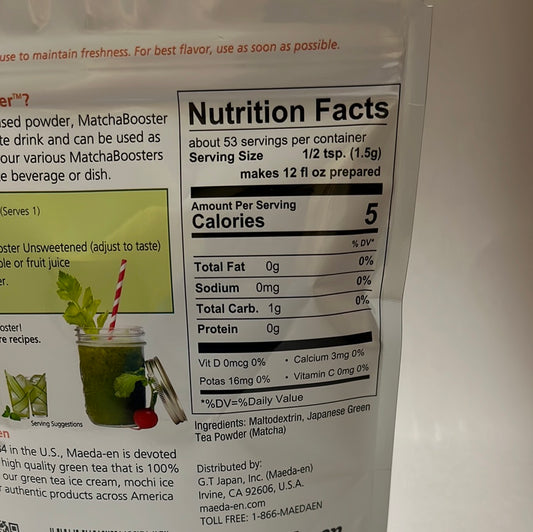 use to maintain freshness. For best flavor, use as soon as possible.
er™?
ased powder, MatchaBooster
te drink and can be used as
our various MatchaBoosters
e beverage or dish.
(Serves 1)
oster Unsweetened (adjust to taste)
ple or fruit juice
er.
oster!
re recipes.
Serving Suggestions
en
64 in the U.S., Maeda-en is devoted
high quality green tea that is 100%
our green tea ice cream, mochi ice
r authentic products across America
Nutrition Facts
about 53 servings per container
Serving Size 1/2 tsp. (1.5g)
makes 12 fl oz prepared
Amount Per Serving
Calories 5
% DV*
Total Fat 0g 0%
Sodium 0mg 0%
Total Carb. 1g 0%
Protein 0g
Vit D 0mcg 0% • Calcium 3mg 0%
Potas 16mg 0% • Vitamin C 0mg 0%
*%DV=%Daily Value
Ingredients: Maltodextrin, Japanese Green
Tea Powder (Matcha)
Distributed by:
G.T Japan, Inc. (Maeda-en)
Irvine, CA 92606, U.S.A.
maeda-en.com
TOLL FREE: 1-866-MAEDAEN